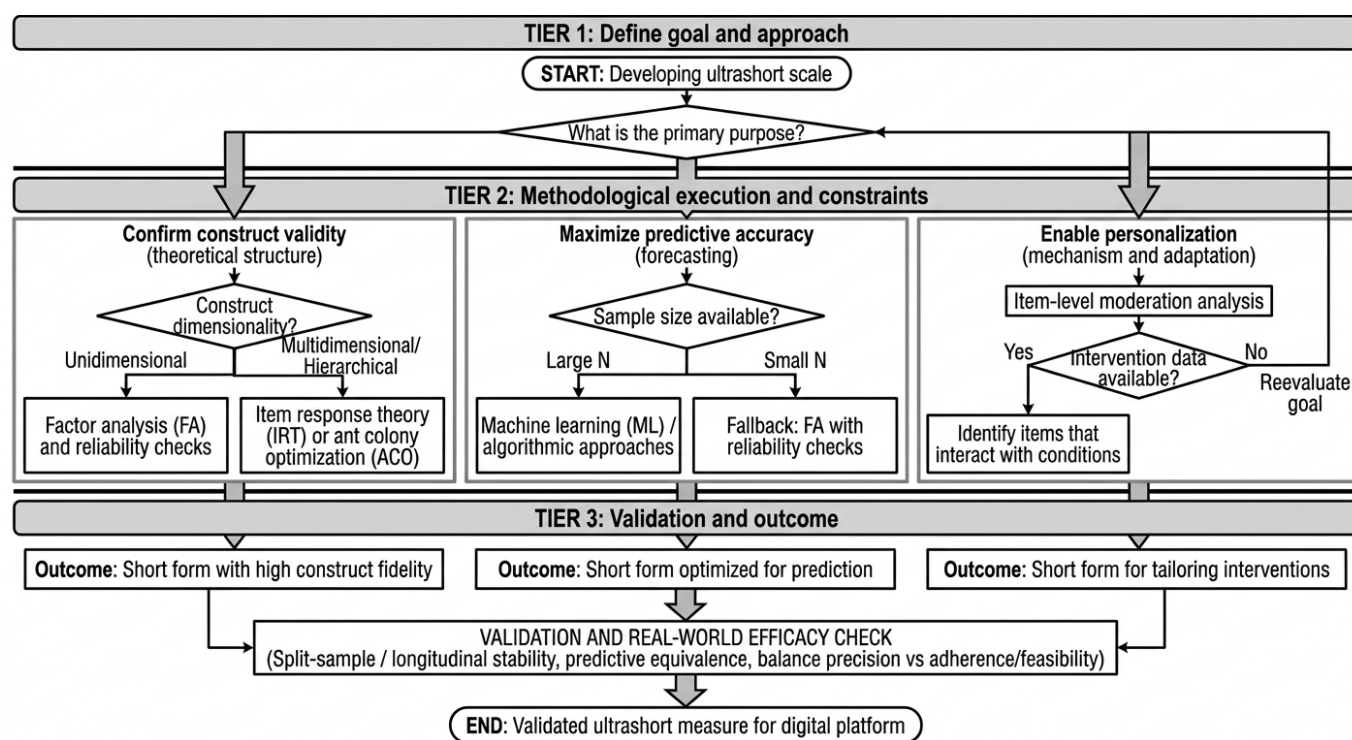 TIER 1: Define goal and approach
START: Developing ultrashort scale
What is the primary purpose?
TIER 2: Methodological execution and constraints
Confirm construct validity
(theoretical structure)
Construct
dimensionality?
Unidimensional
Multidimensional/
Hierarchical
Factor analysis (FA)
and reliability checks
Item response theory
(IRT) or ant colony
optimization (ACO)
Maximize predictive accuracy
(forecasting)
Sample size available?
Large N
Small N
Machine learning (ML) /
algorithmic approaches
Fallback: FA with
reliability checks
Enable personalization
(mechanism and adaptation)
Item-level moderation analysis
Intervention data
available?
Yes
No
Reevaluate
goal
Identify items that
interact with conditions
TIER 3: Validation and outcome
Outcome: Short form with high construct fidelity
Outcome: Short form optimized for prediction
Outcome: Short form for tailoring interventions
VALIDATION AND REAL-WORLD EFFICACY CHECK
(Split-sample / longitudinal stability, predictive equivalence, balance precision vs adherence/feasibility)
END: Validated ultrashort measure for digital platform